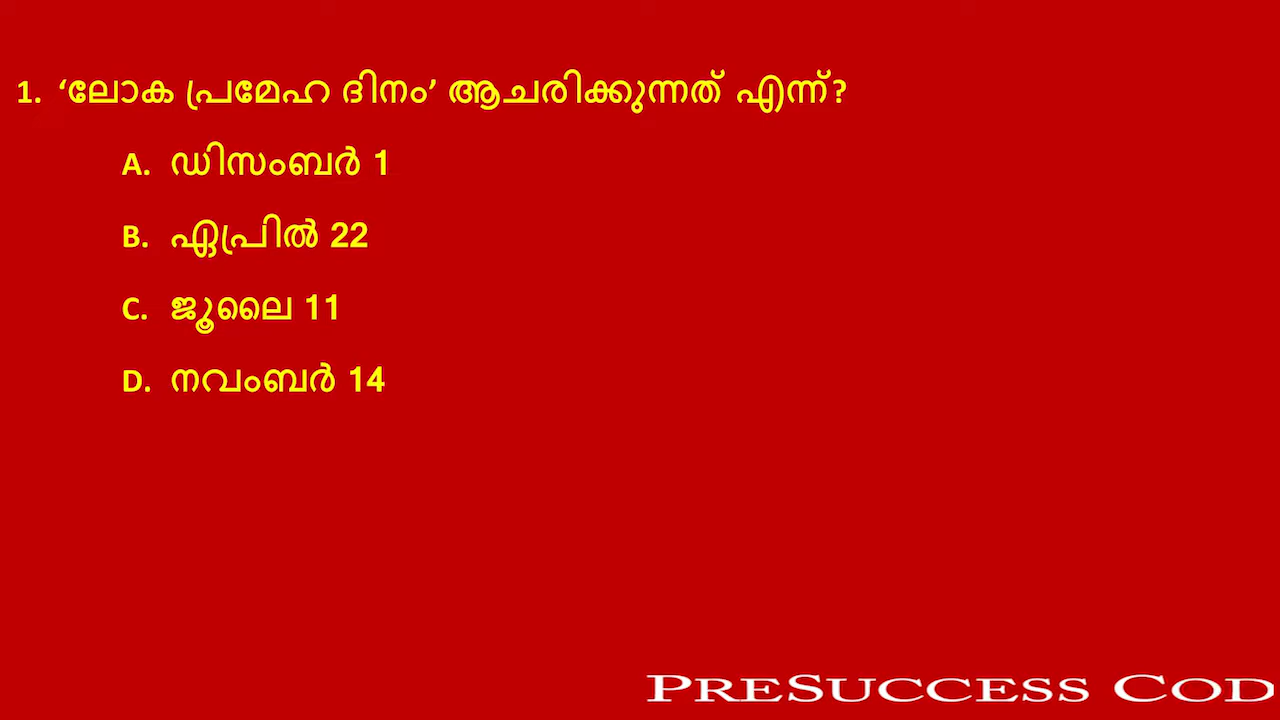 1. ‘ലോക പ്രമേഹ ദിനം’ ആചരിക്കുന്നത് എന്ന്?
A. ഡിസംബർ 1
B. ഏപ്രിൽ 22
C. ജൂലൈ 11
D. നവംബർ 14
PRESUCCESS COD